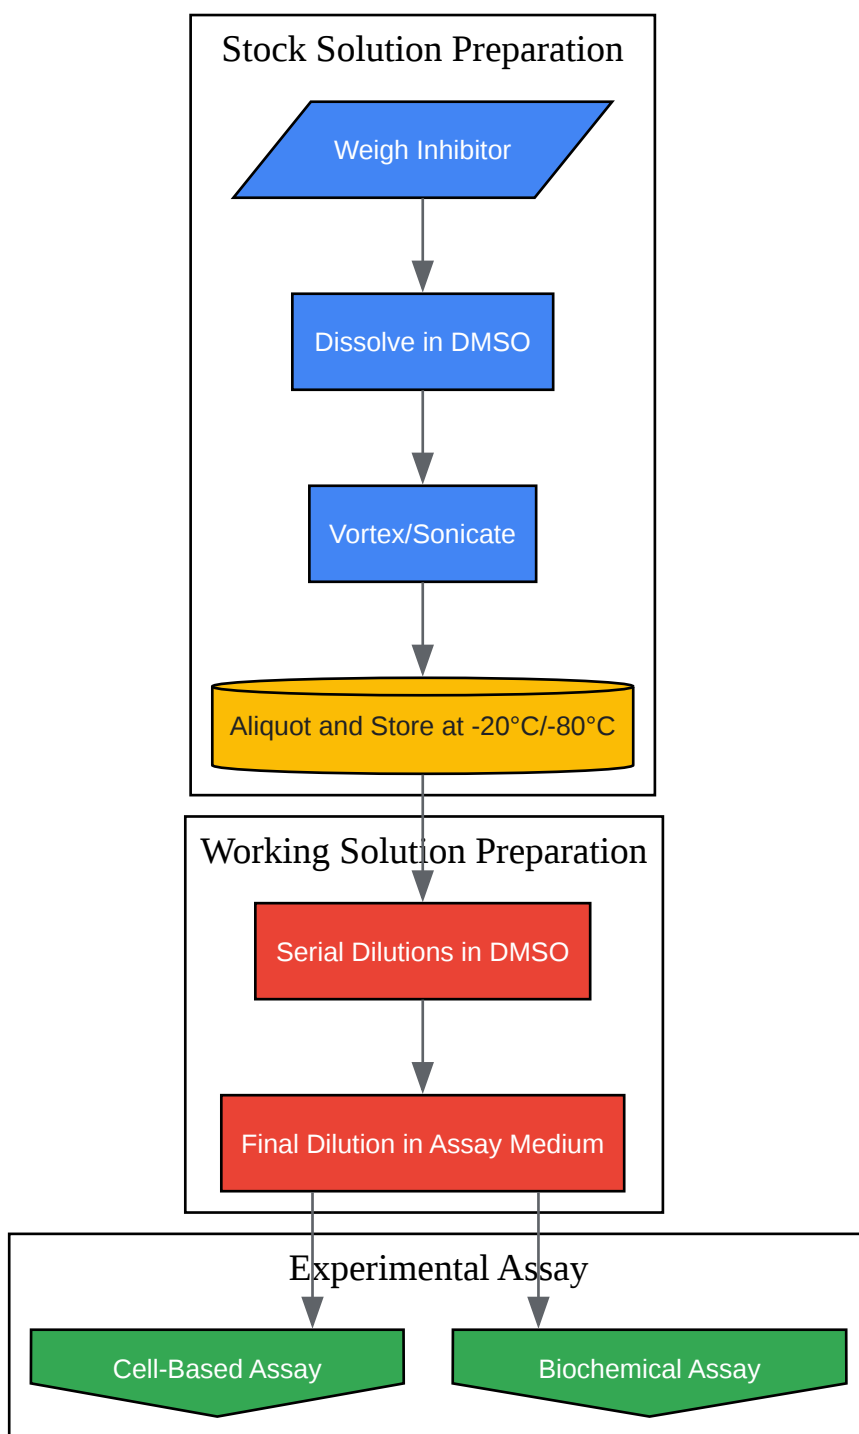 Stock Solution Preparation
Weigh Inhibitor
Dissolve in DMSO
Vortex/Sonicate
Aliquot and Store at -20°C/-80°C
Working Solution Preparation
Serial Dilutions in DMSO
Final Dilution in Assay Medium
Experimental Assay
Cell-Based Assay
Biochemical Assay